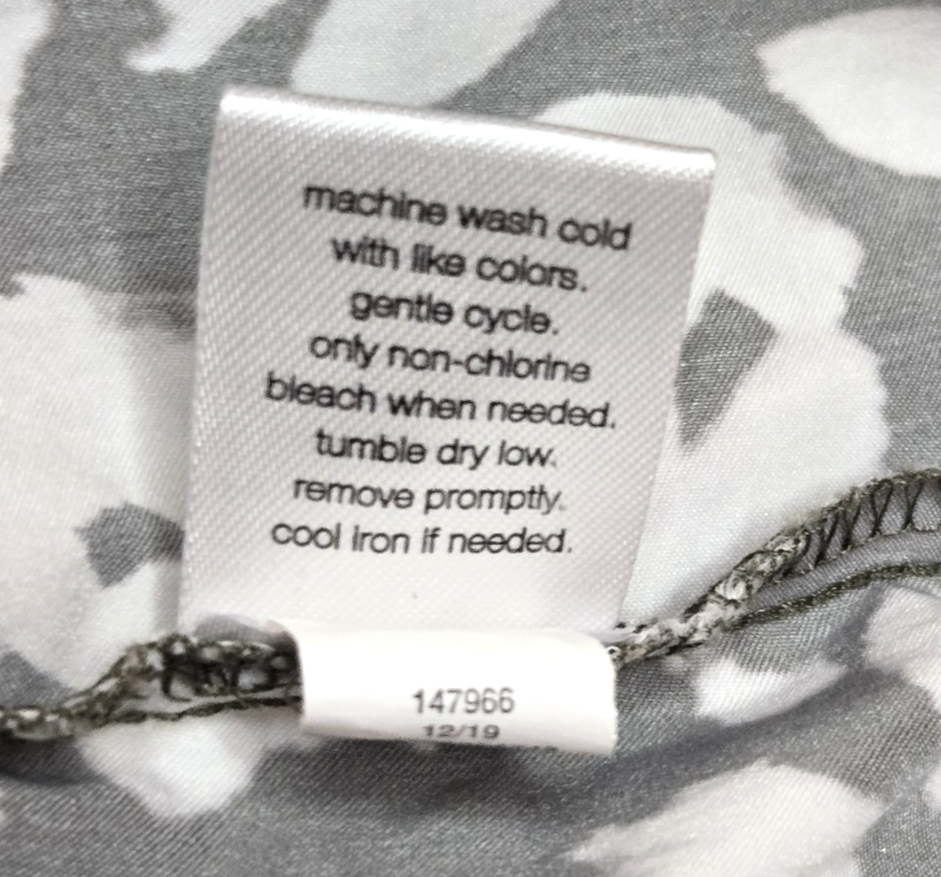 machine wash cold
with like colors.
gentle cycle.
only non-chlorine
bleach when needed.
tumble dry low.
remove promptly.
cool iron if needed.
147966
12/19